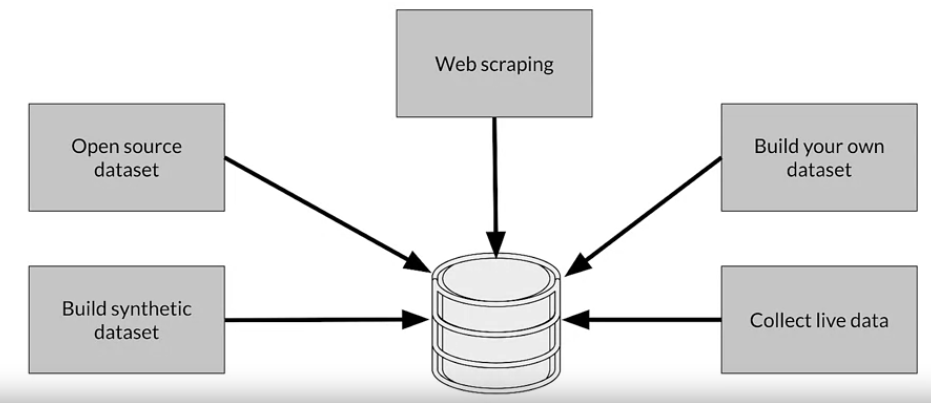 Web scraping
Open source
dataset
Build your own
dataset
Build synthetic
dataset
Collect live data